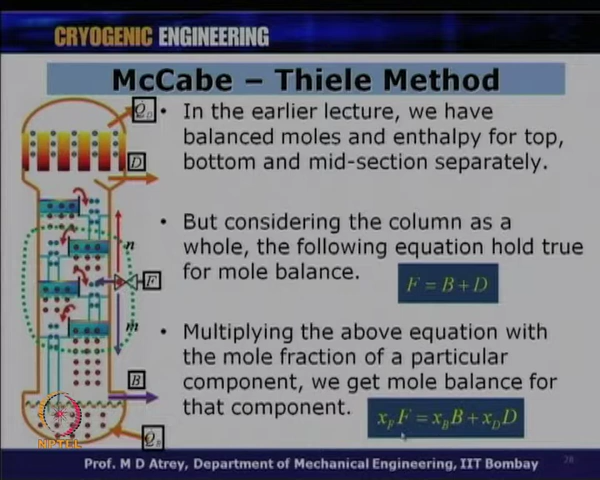 CRYOGENIC ENGINEERING
McCabe – Thiele Method
• In the earlier lecture, we have
balanced moles and enthalpy for top,
bottom and mid-section separately.
• But considering the column as a
whole, the following equation hold true
for mole balance.
F = B + D
• Multiplying the above equation with
the mole fraction of a particular
component, we get mole balance for
that component.
x_F F = x_B B + x_D D
Q̇_D
D
n
F
m
B
Q̇_B
NPTEL
Prof. M D Atrey, Department of Mechanical Engineering, IIT Bombay
28